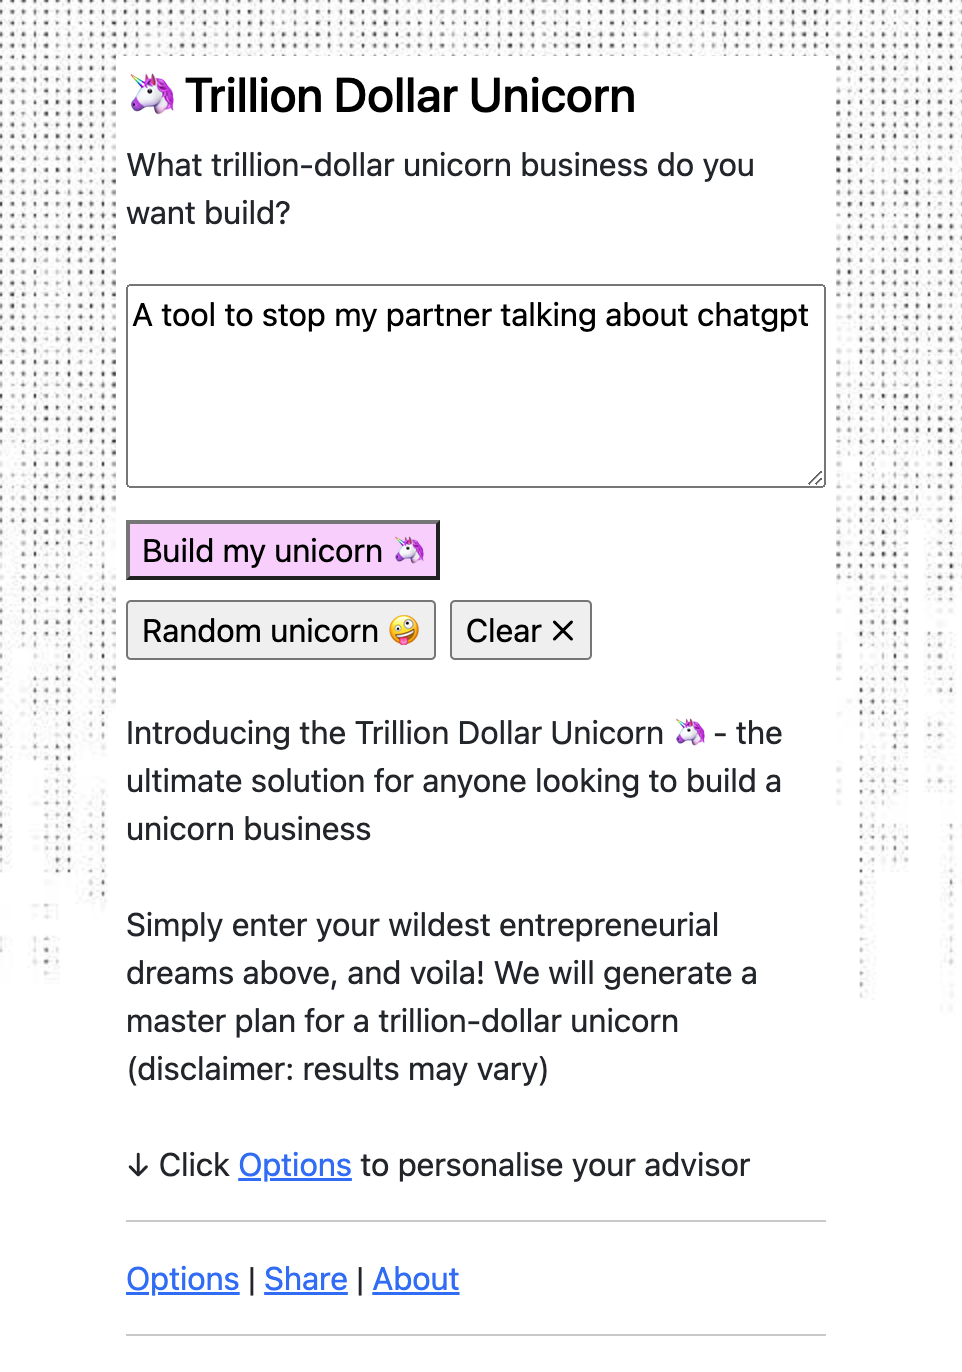 🦄 Trillion Dollar Unicorn
What trillion-dollar unicorn business do you
want build?
A tool to stop my partner talking about chatgpt
Build my unicorn 🦄
Random unicorn 🤪 Clear ✕
Introducing the Trillion Dollar Unicorn 🦄 - the
ultimate solution for anyone looking to build a
unicorn business
Simply enter your wildest entrepreneurial
dreams above, and voila! We will generate a
master plan for a trillion-dollar unicorn
(disclaimer: results may vary)
↓ Click Options to personalise your advisor
Options | Share | About